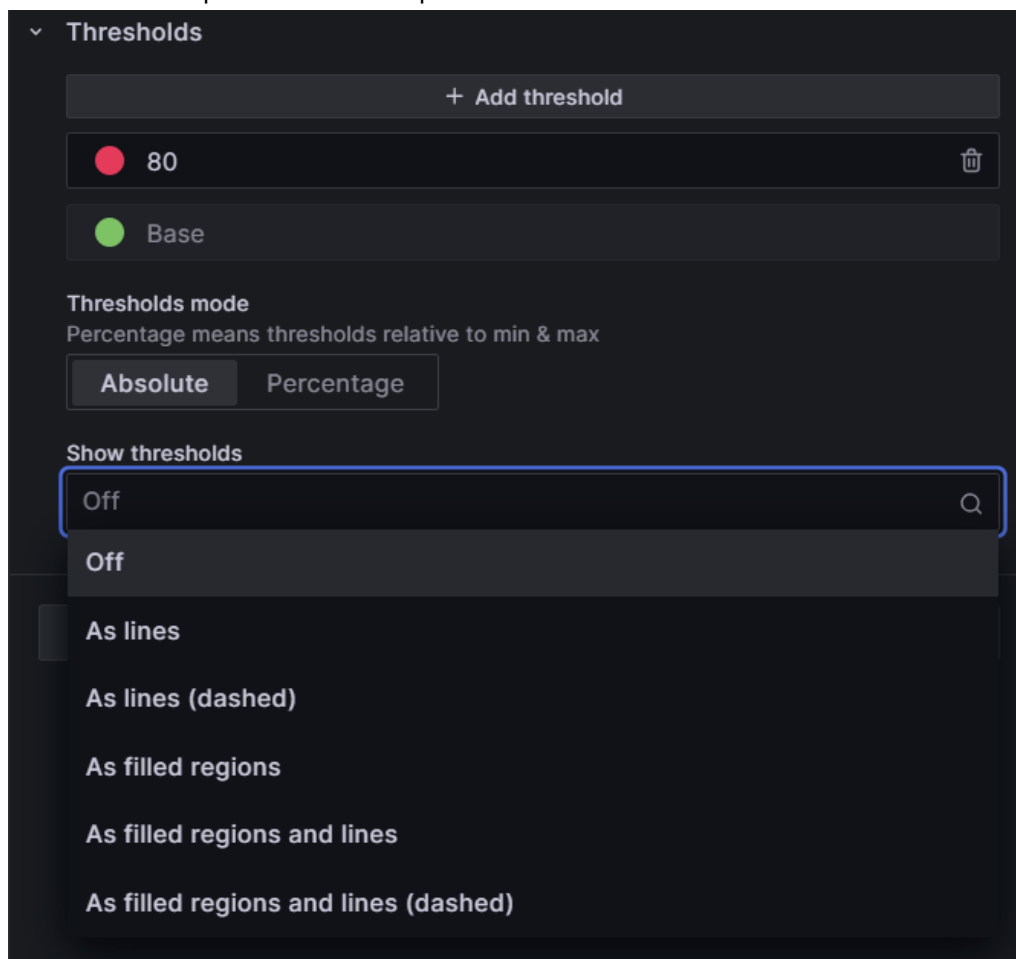 Thresholds
+ Add threshold
80
Base
Thresholds mode
Percentage means thresholds relative to min & max
Absolute Percentage
Show thresholds
Off
Off
As lines
As lines (dashed)
As filled regions
As filled regions and lines
As filled regions and lines (dashed)